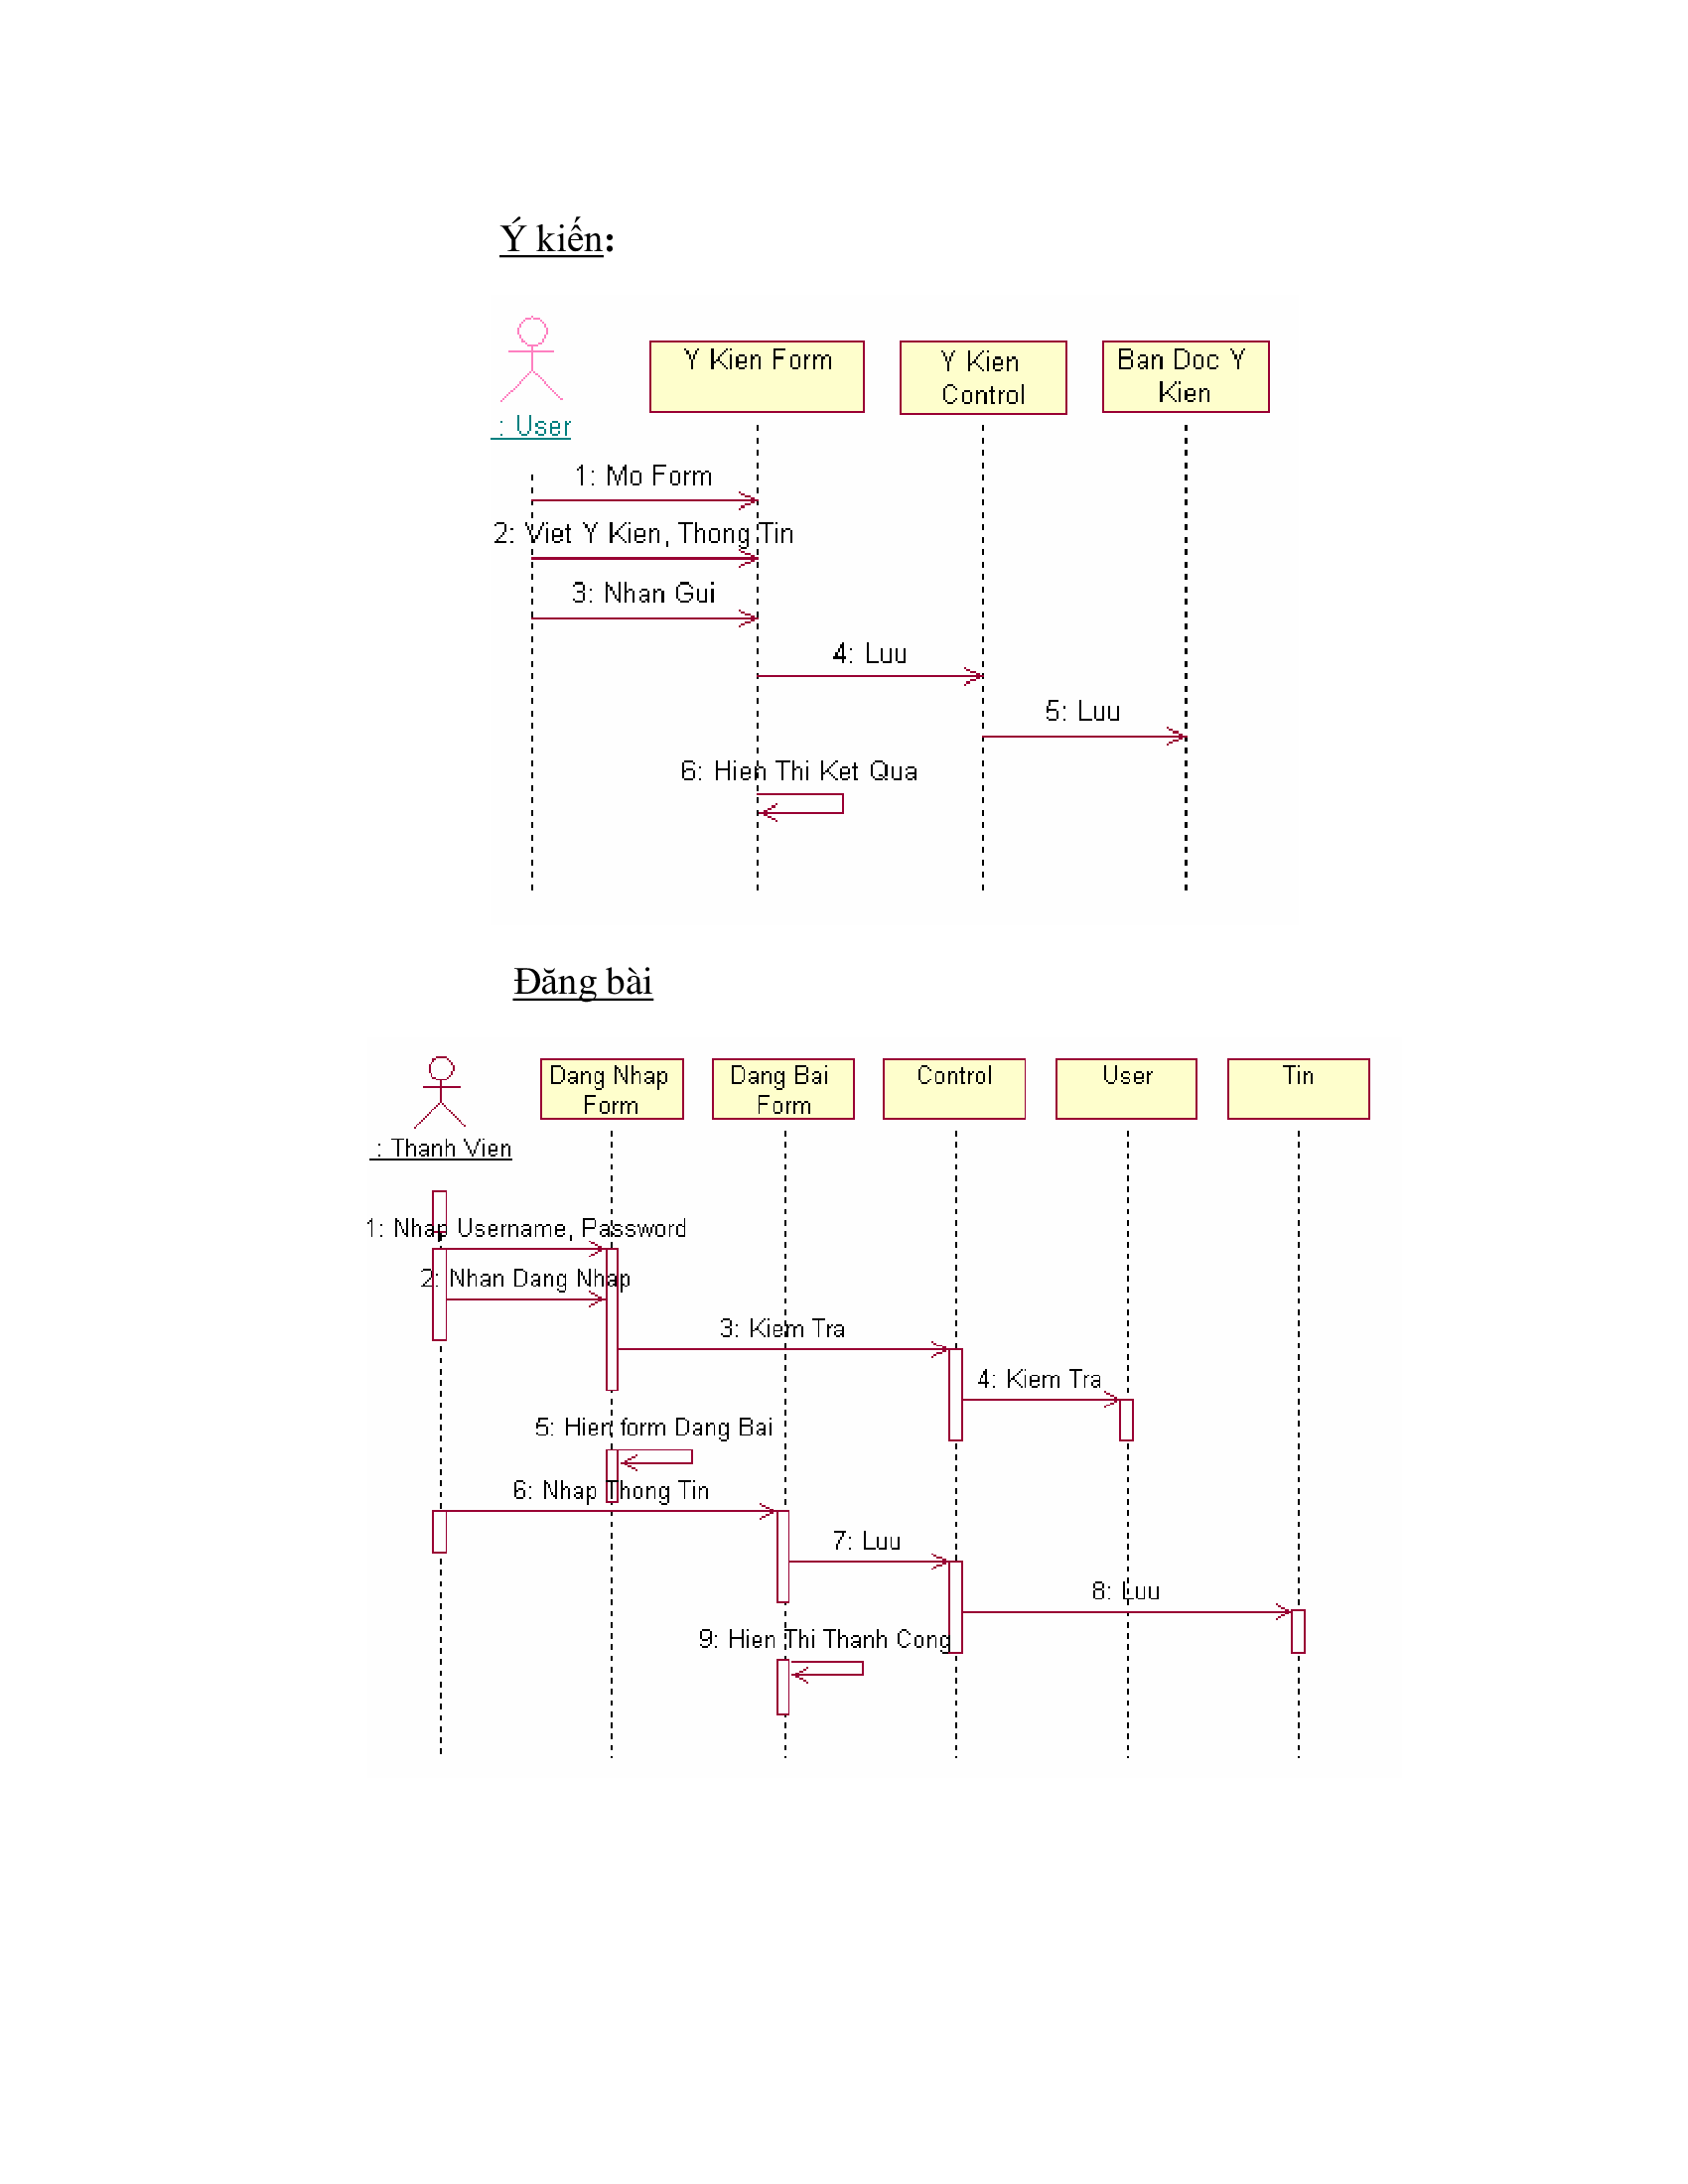 Ý kiến:
: User
Y Kien Form
Y Kien
Control
Ban Doc Y
Kien
1: Mo Form
2: Viet Y Kien, Thong Tin
3: Nhan Gui
4: Luu
5: Luu
6: Hien Thi Ket Qua
Đăng bài
: Thanh Vien
Dang Nhap
Form
Dang Bai
Form
Control
User
Tin
1: Nhap Username, Password
2: Nhan Dang Nhap
3: Kiem Tra
4: Kiem Tra
5: Hien form Dang Bai
6: Nhap Thong Tin
7: Luu
8: Luu
9: Hien Thi Thanh Cong